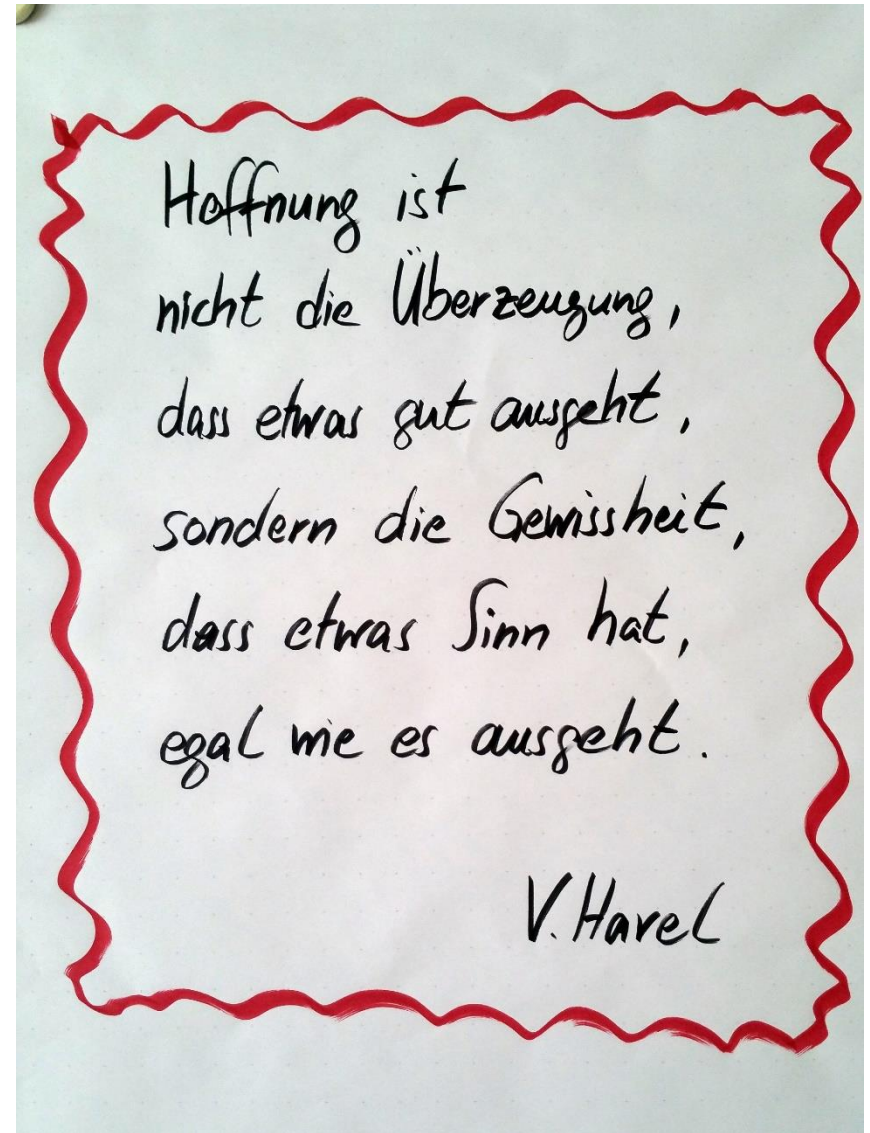 Hoffnung ist
nicht die Überzeugung,
dass etwas gut ausgeht,
sondern die Gewissheit,
dass etwas Sinn hat,
egal wie es ausgeht.
V. Havel